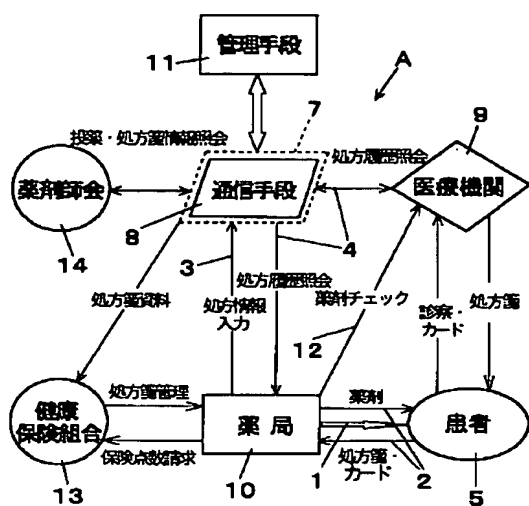 管理手段
11
A
7
9
投薬・処方箋情報照会
処方履歴照会
薬剤師会
通信手段
医療機関
14
8
4
3
処方履歴照会
薬剤チェック
処方箋資料
処方情報
入力
12
診察・
カード
処方箋
健康
保険組合
処方箋管理
薬局
薬剤
患者
保険点数請求
処方箋・
カード
13
10
1
2
5